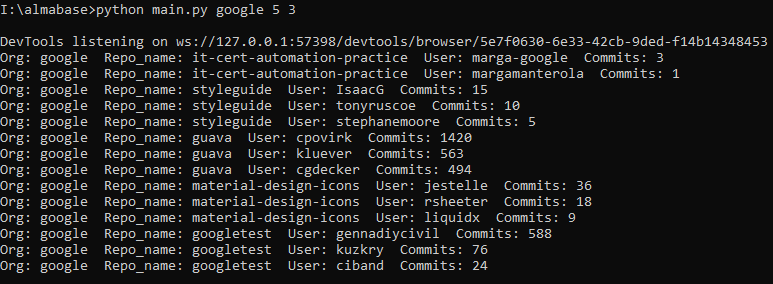 I:\almabase>python main.py google 5 3
DevTools listening on ws://127.0.0.1:57398/devtools/browser/5e7f0630-6e33-42cb-9ded-f14b14348453
Org: google  Repo_name: it-cert-automation-practice  User: marga-google  Commits: 3
Org: google  Repo_name: it-cert-automation-practice  User: margamanterola  Commits: 1
Org: google  Repo_name: styleguide  User: IsaacG  Commits: 15
Org: google  Repo_name: styleguide  User: tonyruscoe  Commits: 10
Org: google  Repo_name: styleguide  User: stephanemoore  Commits: 5
Org: google  Repo_name: guava  User: cpovirk  Commits: 1420
Org: google  Repo_name: guava  User: kluever  Commits: 563
Org: google  Repo_name: guava  User: cgdecker  Commits: 494
Org: google  Repo_name: material-design-icons  User: jestelle  Commits: 36
Org: google  Repo_name: material-design-icons  User: rsheeter  Commits: 18
Org: google  Repo_name: material-design-icons  User: liquidx  Commits: 9
Org: google  Repo_name: googletest  User: gennadiycivil  Commits: 588
Org: google  Repo_name: googletest  User: kuzkry  Commits: 76
Org: google  Repo_name: googletest  User: ciband  Commits: 24